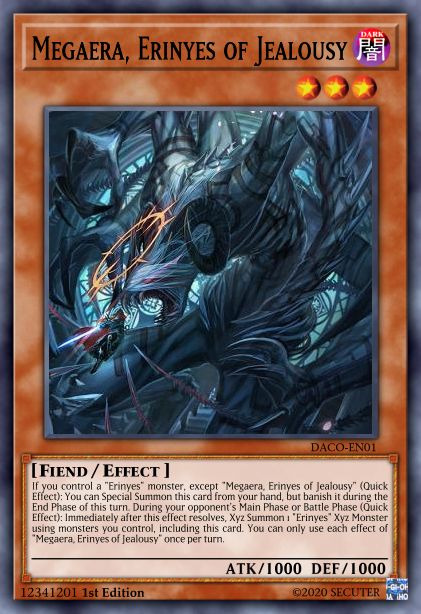 MEGAERA, ERINYES OF JEALOUSY
DARK
闇
DACO-EN01
[FIEND / EFFECT ]
If you control a "Erinyes" monster, except "Megaera, Erinyes of Jealousy" (Quick
Effect): You can Special Summon this card from your hand, but banish it during the
End Phase of this turn. During your opponent's Main Phase or Battle Phase (Quick
Effect): Immediately after this effect resolves, Xyz Summon 1 "Erinyes" Xyz Monster
using monsters you control, including this card. You can only use each effect of
"Megaera, Erinyes of Jealousy" once per turn.
ATK/1000 DEF/1000
12341201 1st Edition
©2020 SECUTER